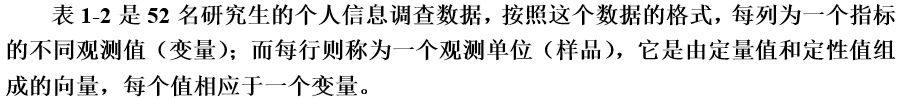 表 1-2 是 52 名研究生的个人信息调查数据，按照这个数据的格式，每列为一个指标
的不同观测值（变量）；而每行则称为一个观测单位（样品），它是由定量值和定性值组
成的向量，每个值相应于一个变量。